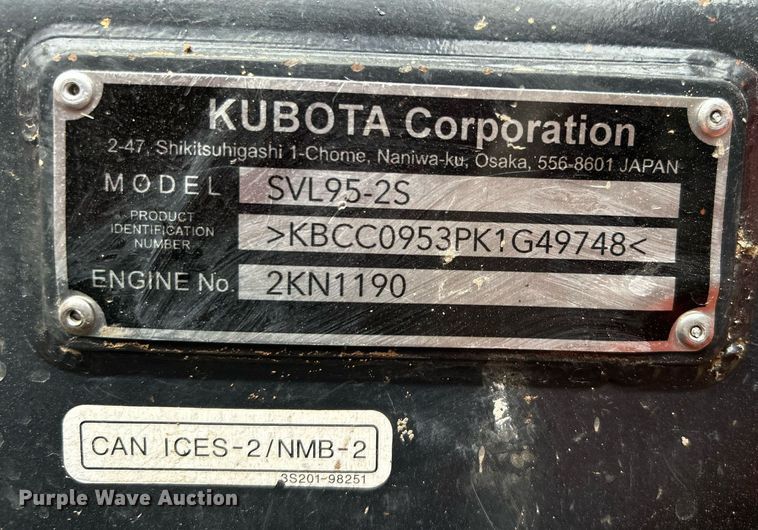 KUBOTA Corporation
2-47, Shikitsuhigashi 1-Chome, Naniwa-ku, Osaka, 556-8601 JAPAN
MODEL SVL95-2S
PRODUCT
IDENTIFICATION
NUMBER >KBCC0953PK1G49748<
ENGINE No. 2KN1190
CAN ICES-2/NMB-2
3S201-98251
Purple Wave Auction